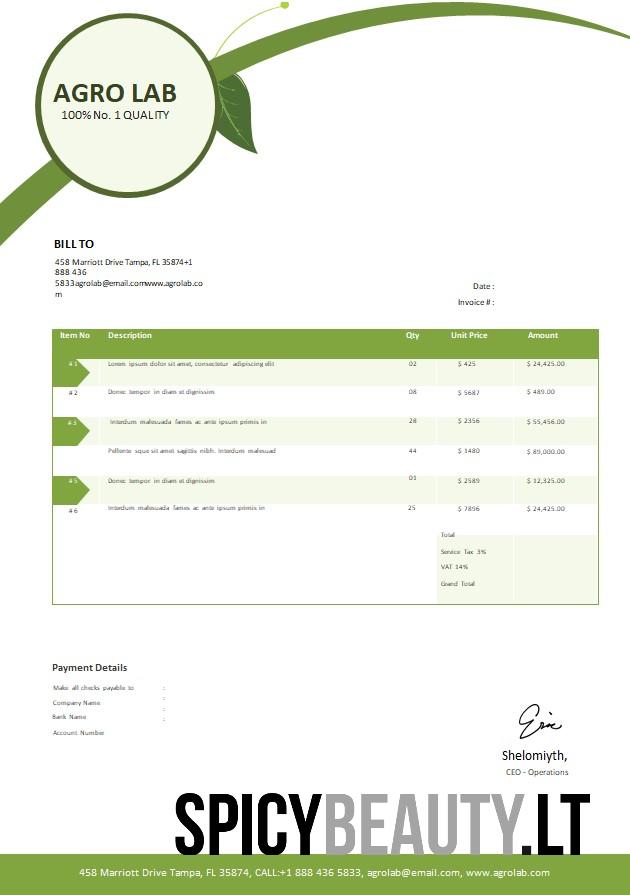 AGRO LAB
100% No. 1 QUALITY
BILL TO
458 Marriott Drive Tampa, FL 35874+1
888 436
5833agrolab@email.comwww.agrolab.co
m
Date :
Invoice # :
Item No Description Qty Unit Price Amount
# 1 Lorem ipsum dolor sit amet, consectetur adipiscing elit 02 $ 425 $ 24,425.00
# 2 Donec tempor in diam et dignissim 08 $ 5687 $ 489.00
# 3 Interdum malesuada fames ac ante ipsum primis in 28 $ 2356 $ 55,456.00
Pellente sque sit amet sagittis nibh. Interdum malesuad 44 $ 1480 $ 89,000.00
# 5 Donec tempor in diam et dignissim 01 $ 2589 $ 12,325.00
# 6 Interdum malesuada fames ac ante ipsum primis in 25 $ 7896 $ 24,425.00
Total
Service Tax 3%
VAT 14%
Grand Total
Payment Details
Make all checks payable to :
Company Name :
Bank Name :
Account Number :
Eric
Shelomiyth,
CEO - Operations
SPICYBEAUTY.LT
458 Marriott Drive Tampa, FL 35874, CALL:+1 888 436 5833, agrolab@email.com, www.agrolab.com